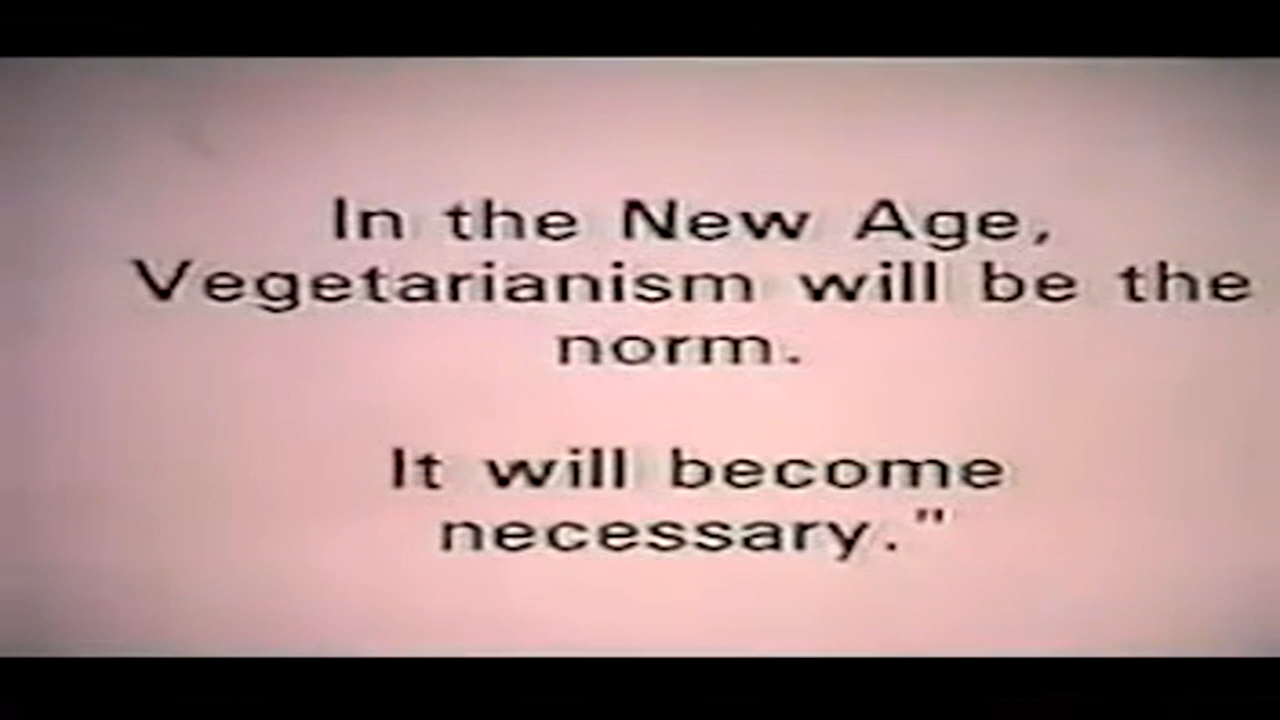 In the New Age,
Vegetarianism will be the
norm.
It will become
necessary."